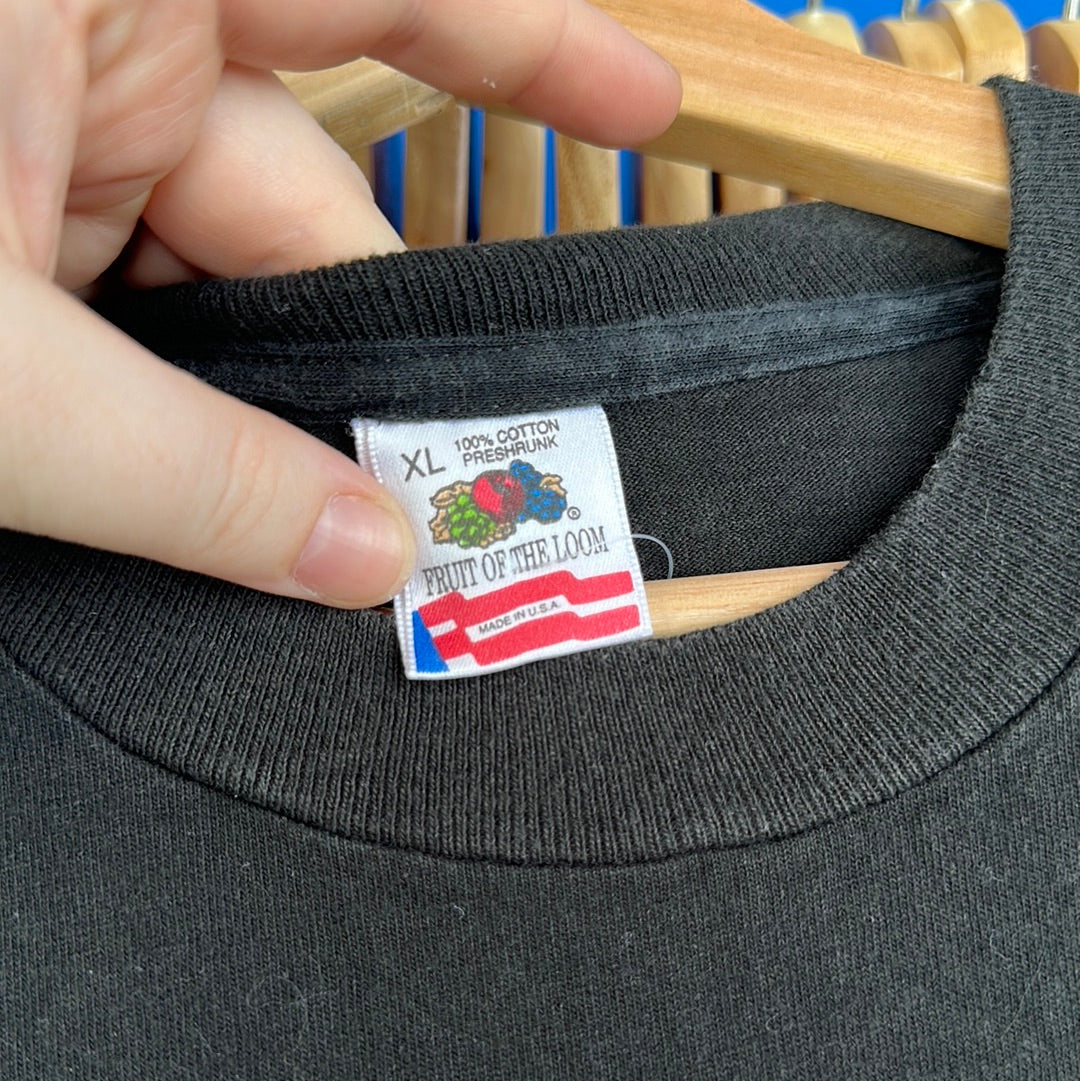 XL
100% COTTON
PRESHRUNK
®
FRUIT OF THE LOOM
MADE IN U.S.A.